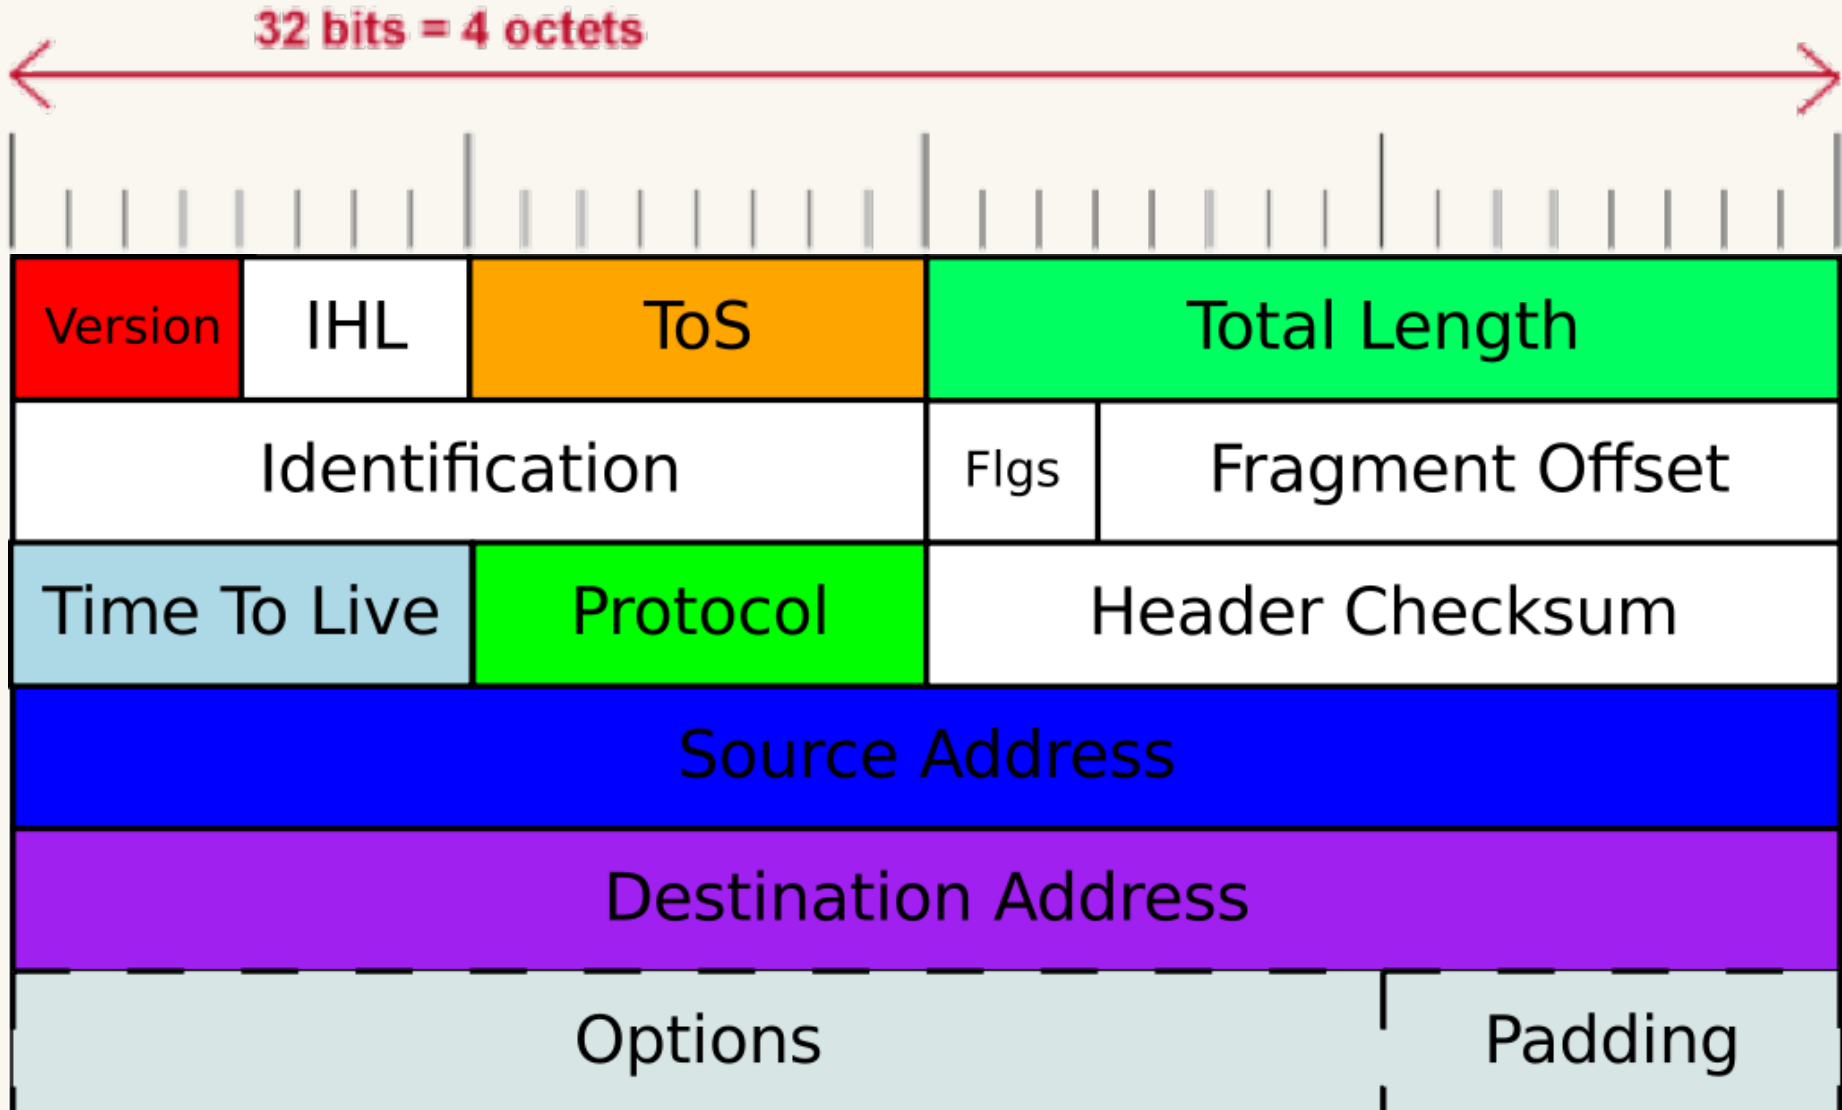 32 bits = 4 octets
Version IHL ToS Total Length
Identification Flgs Fragment Offset
Time To Live Protocol Header Checksum
Source Address
Destination Address
Options Padding